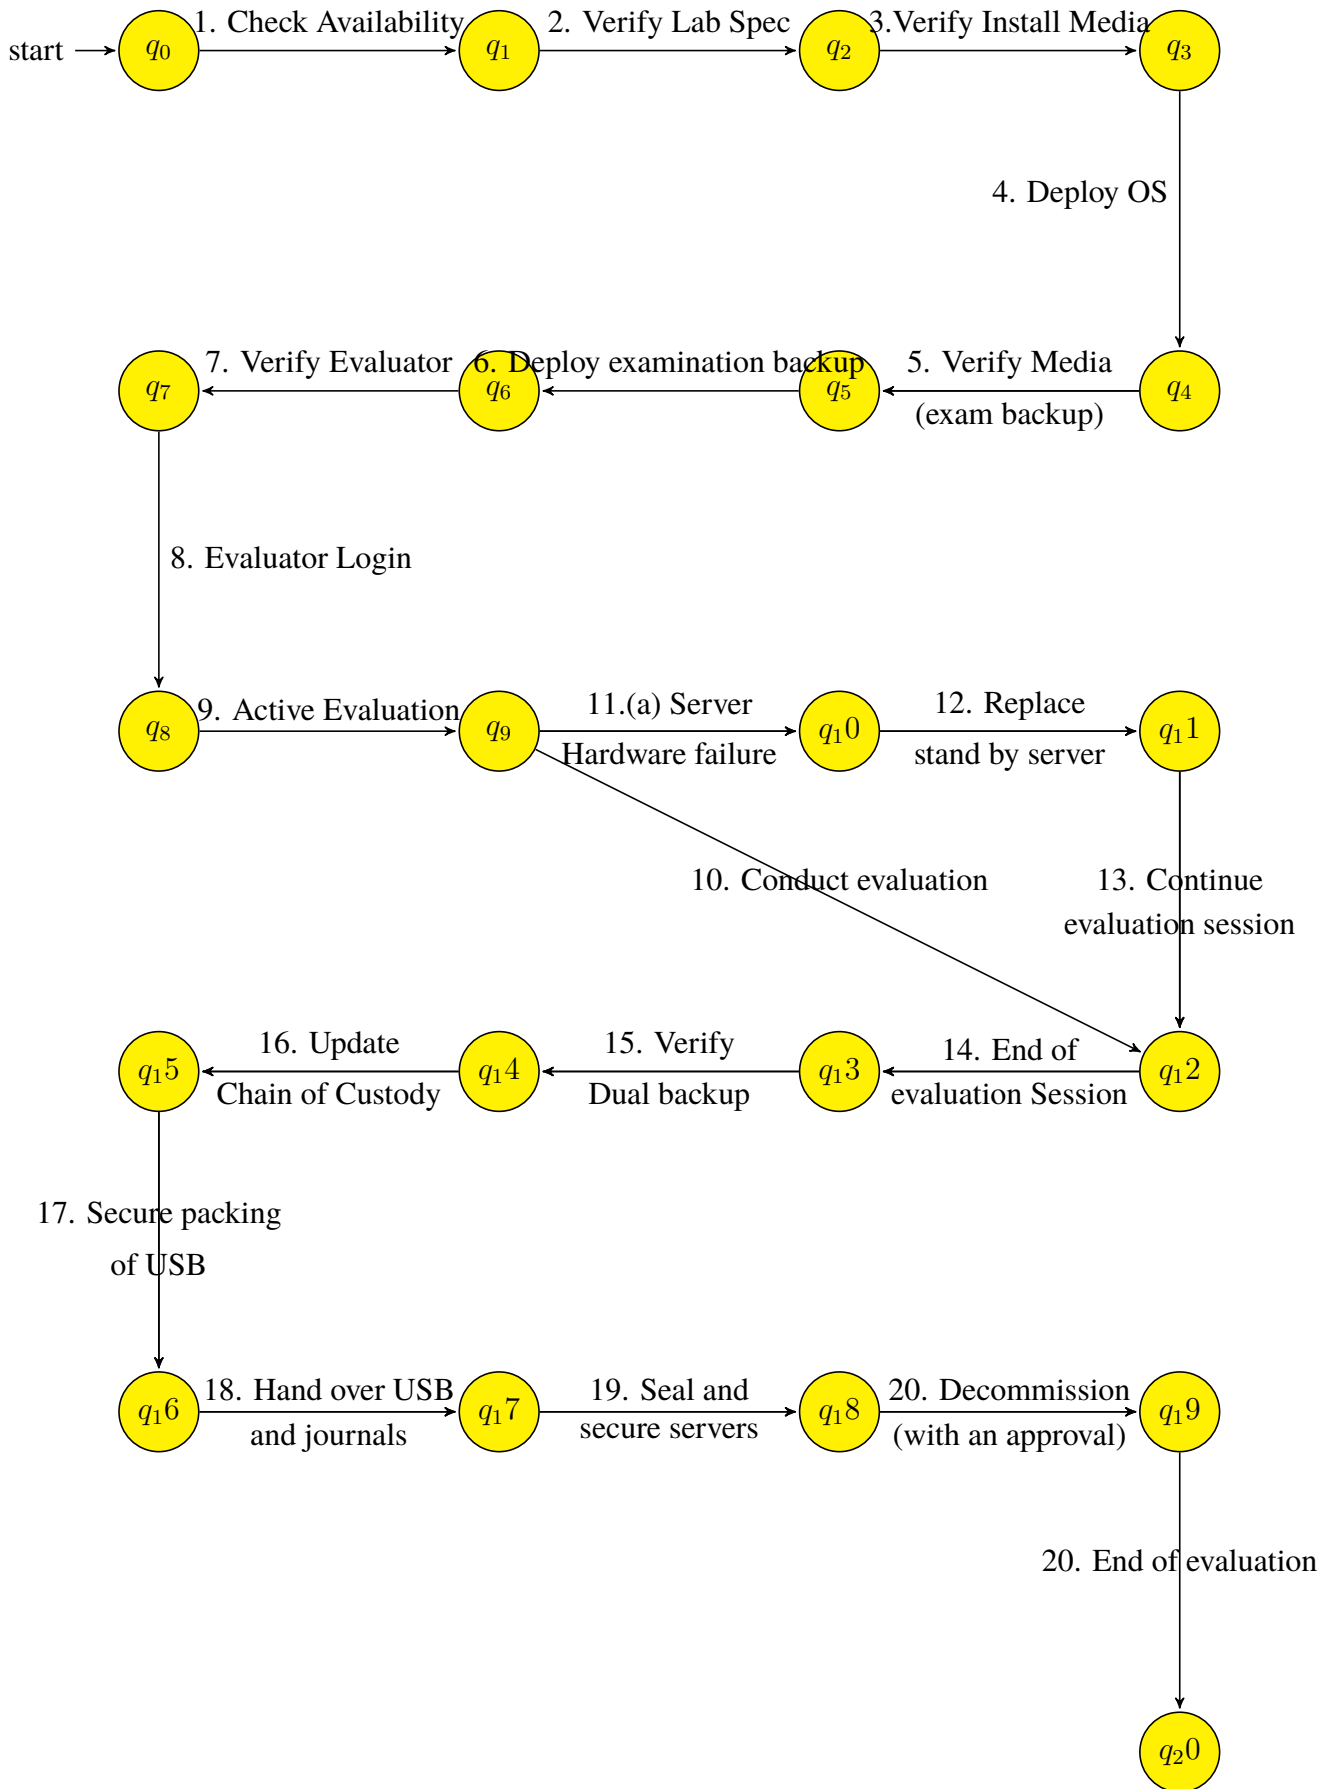 1. Check Availability
2. Verify Lab Spec
3.Verify Install Media
start
q₀
q₁
q₂
q₃
4. Deploy OS
7. Verify Evaluator
6. Deploy examination backup
5. Verify Media
(exam backup)
q₇
q₆
q₅
q₄
8. Evaluator Login
9. Active Evaluation
11.(a) Server
Hardware failure
12. Replace
stand by server
q₈
q₉
q₁0
q₁1
10. Conduct evaluation
13. Continue
evaluation session
16. Update
Chain of Custody
15. Verify
Dual backup
14. End of
evaluation Session
q₁5
q₁4
q₁3
q₁2
17. Secure packing
of USB
18. Hand over USB
and journals
19. Seal and
secure servers
20. Decommission
(with an approval)
q₁6
q₁7
q₁8
q₁9
20. End of evaluation
q₂0